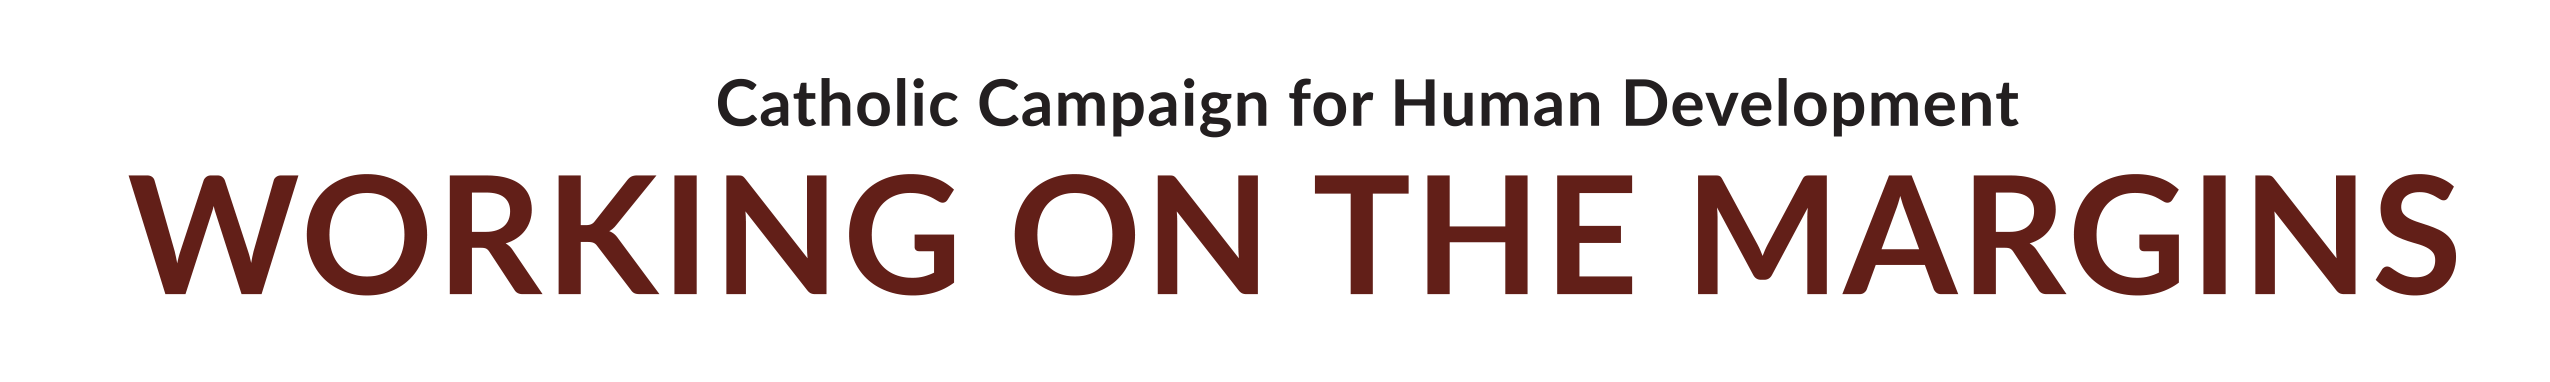 Catholic Campaign for Human Development
WORKING ON THE MARGINS